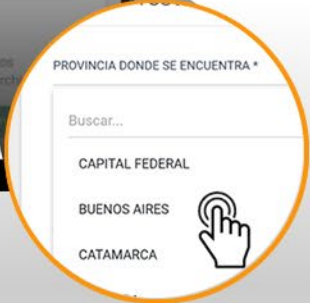 PROVINCIA DONDE SE ENCUENTRA *
Buscar...
CAPITAL FEDERAL
BUENOS AIRES
CATAMARCA